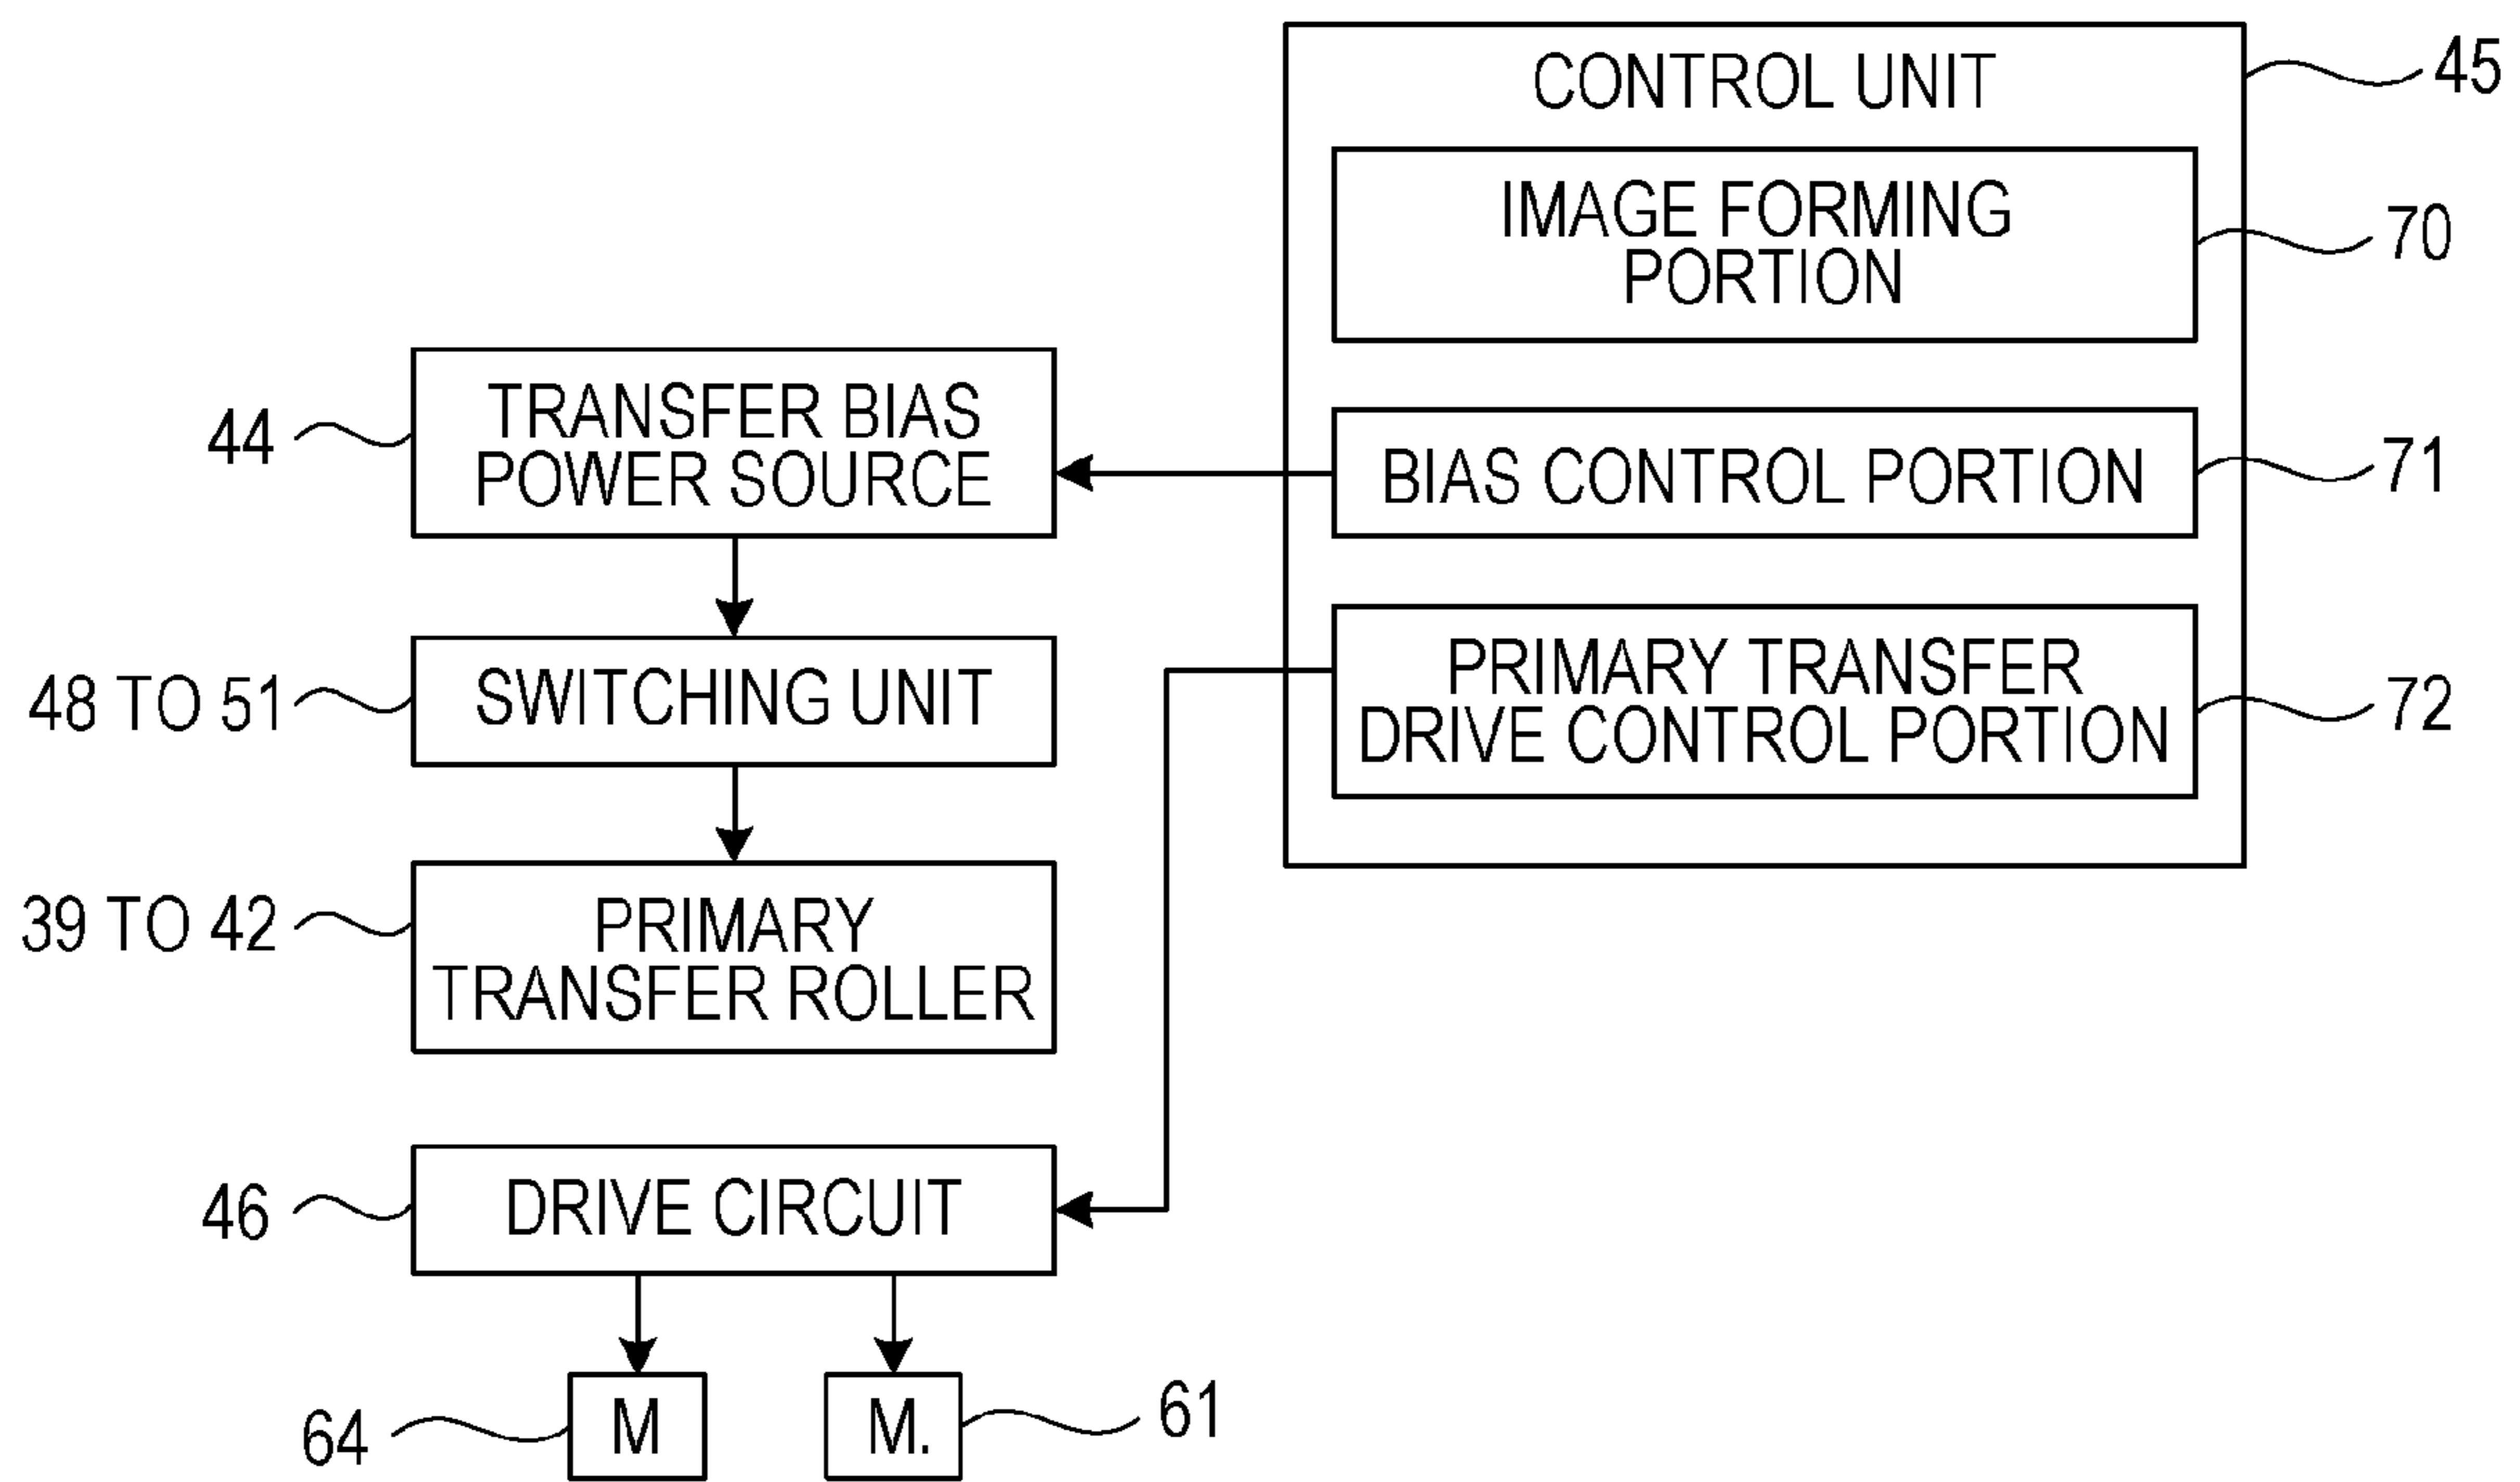 CONTROL UNIT
45
IMAGE FORMING
PORTION
70
BIAS CONTROL PORTION
71
PRIMARY TRANSFER
DRIVE CONTROL PORTION
72
44
TRANSFER BIAS
POWER SOURCE
48 TO 51
SWITCHING UNIT
39 TO 42
PRIMARY
TRANSFER ROLLER
46
DRIVE CIRCUIT
64
M
M.
61